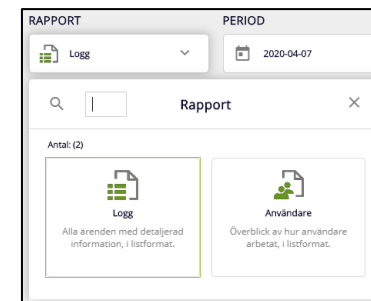 RAPPORT PERIOD
Logg 2020-04-07
Rapport
Antal: (2)
Logg Användare
Alla ärenden med detaljerad Överblick av hur användare
information, i listformat. arbetat, i listformat.